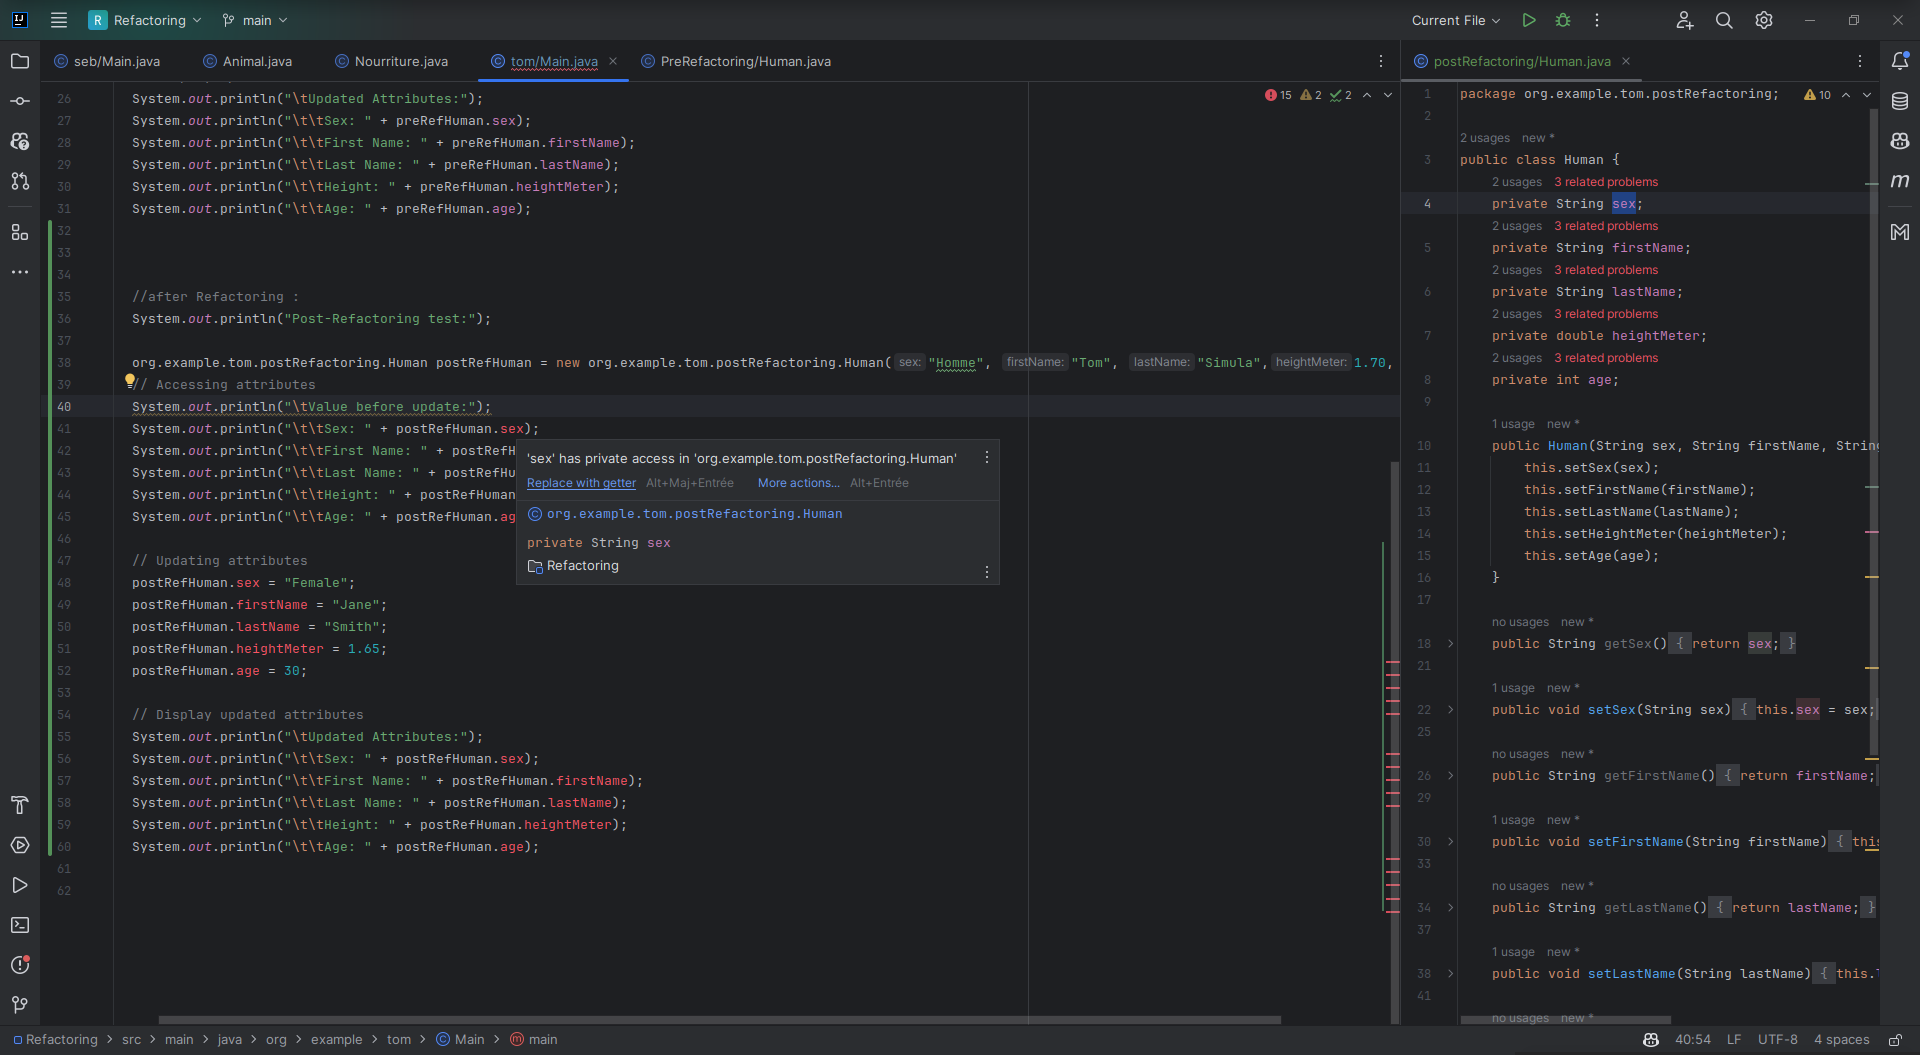 Refactoring main Current File
seb/Main.java Animal.java Nourriture.java tom/Main.java PreRefactoring/Human.java
postRefactoring/Human.java
15 2 2
26 System.out.println("\tUpdated Attributes:");
27 System.out.println("\t\tSex: " + preRefHuman.sex);
28 System.out.println("\t\tFirst Name: " + preRefHuman.firstName);
29 System.out.println("\t\tLast Name: " + preRefHuman.lastName);
30 System.out.println("\t\tHeight: " + preRefHuman.heightMeter);
31 System.out.println("\t\tAge: " + preRefHuman.age);
32
33
34
35 //after Refactoring :
36 System.out.println("Post-Refactoring test:");
37
38 org.example.tom.postRefactoring.Human postRefHuman = new org.example.tom.postRefactoring.Human( sex: "Homme", firstName: "Tom", lastName: "Simula", heightMeter: 1.70,
39 // Accessing attributes
40 System.out.println("\tValue before update:");
41 System.out.println("\t\tSex: " + postRefHuman.sex);
42 System.out.println("\t\tFirst Name: " + postRefH
43 System.out.println("\t\tLast Name: " + postRefHu
44 System.out.println("\t\tHeight: " + postRefHuman
45 System.out.println("\t\tAge: " + postRefHuman.ag
46
47 // Updating attributes
48 postRefHuman.sex = "Female";
49 postRefHuman.firstName = "Jane";
50 postRefHuman.lastName = "Smith";
51 postRefHuman.heightMeter = 1.65;
52 postRefHuman.age = 30;
53
54 // Display updated attributes
55 System.out.println("\tUpdated Attributes:");
56 System.out.println("\t\tSex: " + postRefHuman.sex);
57 System.out.println("\t\tFirst Name: " + postRefHuman.firstName);
58 System.out.println("\t\tLast Name: " + postRefHuman.lastName);
59 System.out.println("\t\tHeight: " + postRefHuman.heightMeter);
60 System.out.println("\t\tAge: " + postRefHuman.age);
61
62
'sex' has private access in 'org.example.tom.postRefactoring.Human'
Replace with getter Alt+Maj+Entrée More actions... Alt+Entrée
org.example.tom.postRefactoring.Human
private String sex
Refactoring
1 package org.example.tom.postRefactoring; 10
2
2 usages new *
3 public class Human {
2 usages 3 related problems
4 private String sex;
2 usages 3 related problems
5 private String firstName;
2 usages 3 related problems
6 private String lastName;
2 usages 3 related problems
7 private double heightMeter;
2 usages 3 related problems
8 private int age;
9
1 usage new *
10 public Human(String sex, String firstName, String
11 this.setSex(sex);
12 this.setFirstName(firstName);
13 this.setLastName(lastName);
14 this.setHeightMeter(heightMeter);
15 this.setAge(age);
16 }
17
no usages new *
18 public String getSex() { return sex; }
21
1 usage new *
22 public void setSex(String sex) { this.sex = sex;
25
no usages new *
26 public String getFirstName() { return firstName;
29
1 usage new *
30 public void setFirstName(String firstName) { this
33
no usages new *
34 public String getLastName() { return lastName; }
37
1 usage new *
38 public void setLastName(String lastName) { this.
41
no usages new *
Refactoring > src > main > java > org > example > tom > Main > main
40:54 LF UTF-8 4 spaces